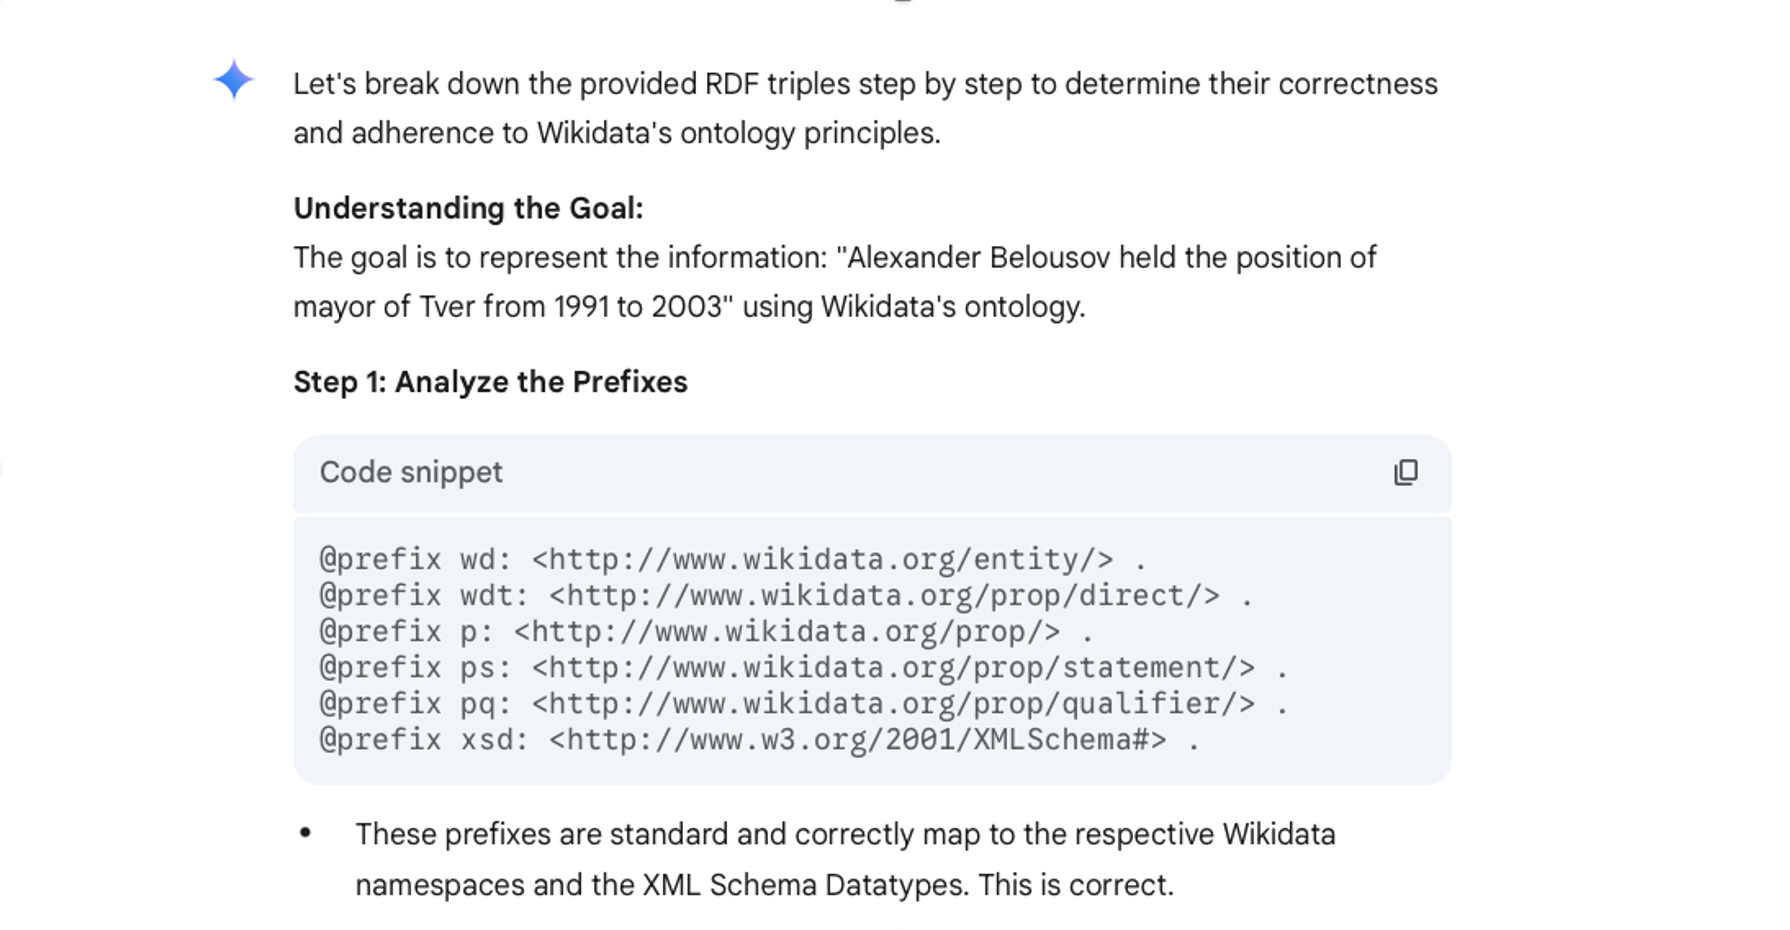 Let's break down the provided RDF triples step by step to determine their correctness
and adherence to Wikidata's ontology principles.
Understanding the Goal:
The goal is to represent the information: "Alexander Belousov held the position of
mayor of Tver from 1991 to 2003" using Wikidata's ontology.
Step 1: Analyze the Prefixes
Code snippet
@prefix wd: <http://www.wikidata.org/entity/> .
@prefix wdt: <http://www.wikidata.org/prop/direct/> .
@prefix p: <http://www.wikidata.org/prop/> .
@prefix ps: <http://www.wikidata.org/prop/statement/> .
@prefix pq: <http://www.wikidata.org/prop/qualifier/> .
@prefix xsd: <http://www.w3.org/2001/XMLSchema#> .
• These prefixes are standard and correctly map to the respective Wikidata
namespaces and the XML Schema Datatypes. This is correct.